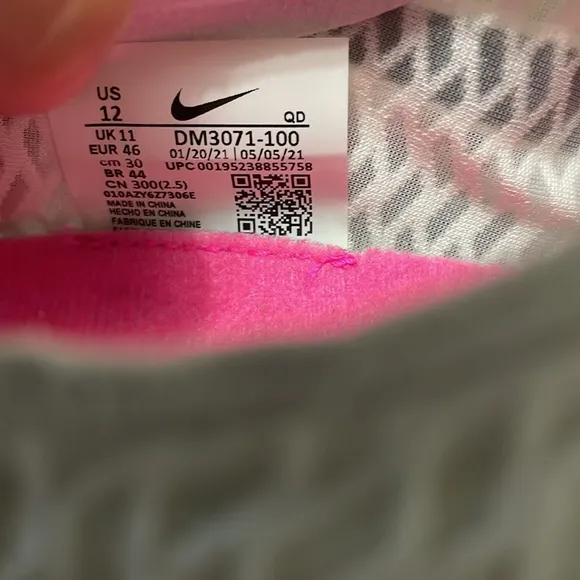 US
12
QD
UK 11
DM3071-100
EUR 46
01/20/21 | 05/05/21
cm 30
UPC 00195238855758
BR 44
CN 300(2.5)
010AZY6Z7306E
MADE IN CHINA
HECHO EN CHINA
FABRIQUE EN CHINE